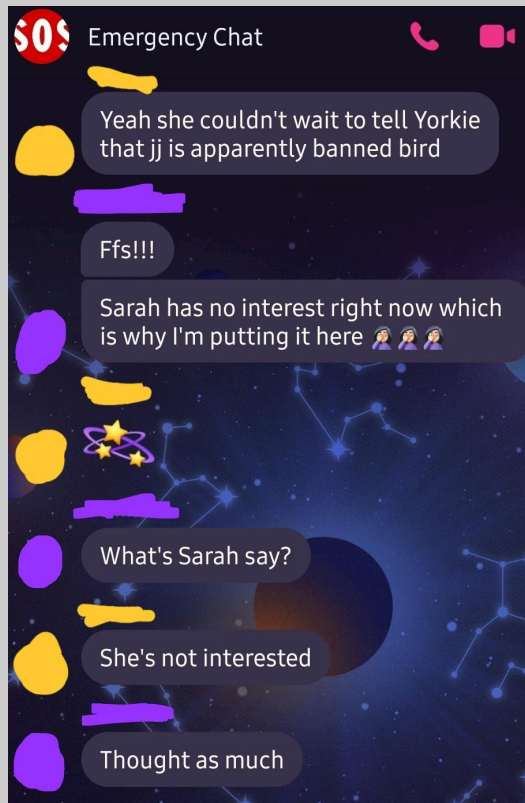 SOS
Emergency Chat
Yeah she couldn't wait to tell Yorkie
that jj is apparently banned bird
Ffs!!!
Sarah has no interest right now which
is why I'm putting it here 🤦🏻‍♀️🤦🏻‍♀️🤦🏻‍♀️
💫
What's Sarah say?
She's not interested
Thought as much